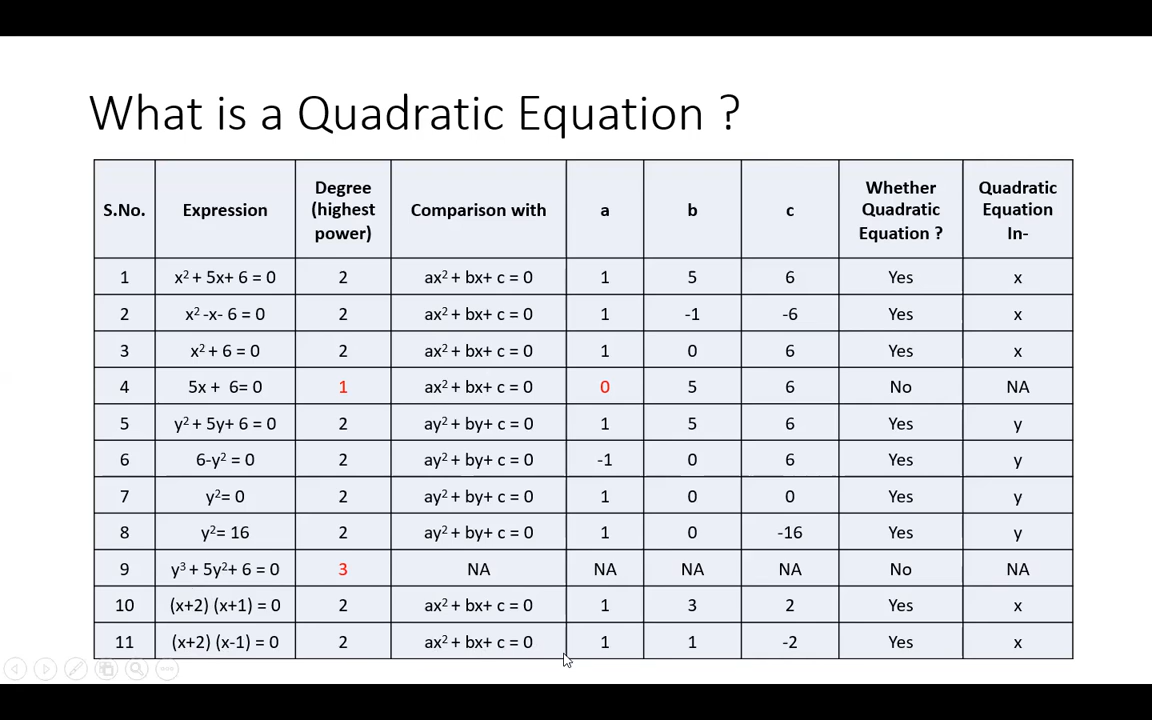 What is a Quadratic Equation ?
S.No. Expression Degree (highest power) Comparison with a b c Whether Quadratic Equation ? Quadratic Equation In-
1 x² + 5x+ 6 = 0 2 ax² + bx+ c = 0 1 5 6 Yes x
2 x² -x- 6 = 0 2 ax² + bx+ c = 0 1 -1 -6 Yes x
3 x² + 6 = 0 2 ax² + bx+ c = 0 1 0 6 Yes x
4 5x + 6= 0 1 ax² + bx+ c = 0 0 5 6 No NA
5 y² + 5y+ 6 = 0 2 ay² + by+ c = 0 1 5 6 Yes y
6 6-y² = 0 2 ay² + by+ c = 0 -1 0 6 Yes y
7 y²= 0 2 ay² + by+ c = 0 1 0 0 Yes y
8 y²= 16 2 ay² + by+ c = 0 1 0 -16 Yes y
9 y³ + 5y²+ 6 = 0 3 NA NA NA NA No NA
10 (x+2) (x+1) = 0 2 ax² + bx+ c = 0 1 3 2 Yes x
11 (x+2) (x-1) = 0 2 ax² + bx+ c = 0 1 1 -2 Yes x